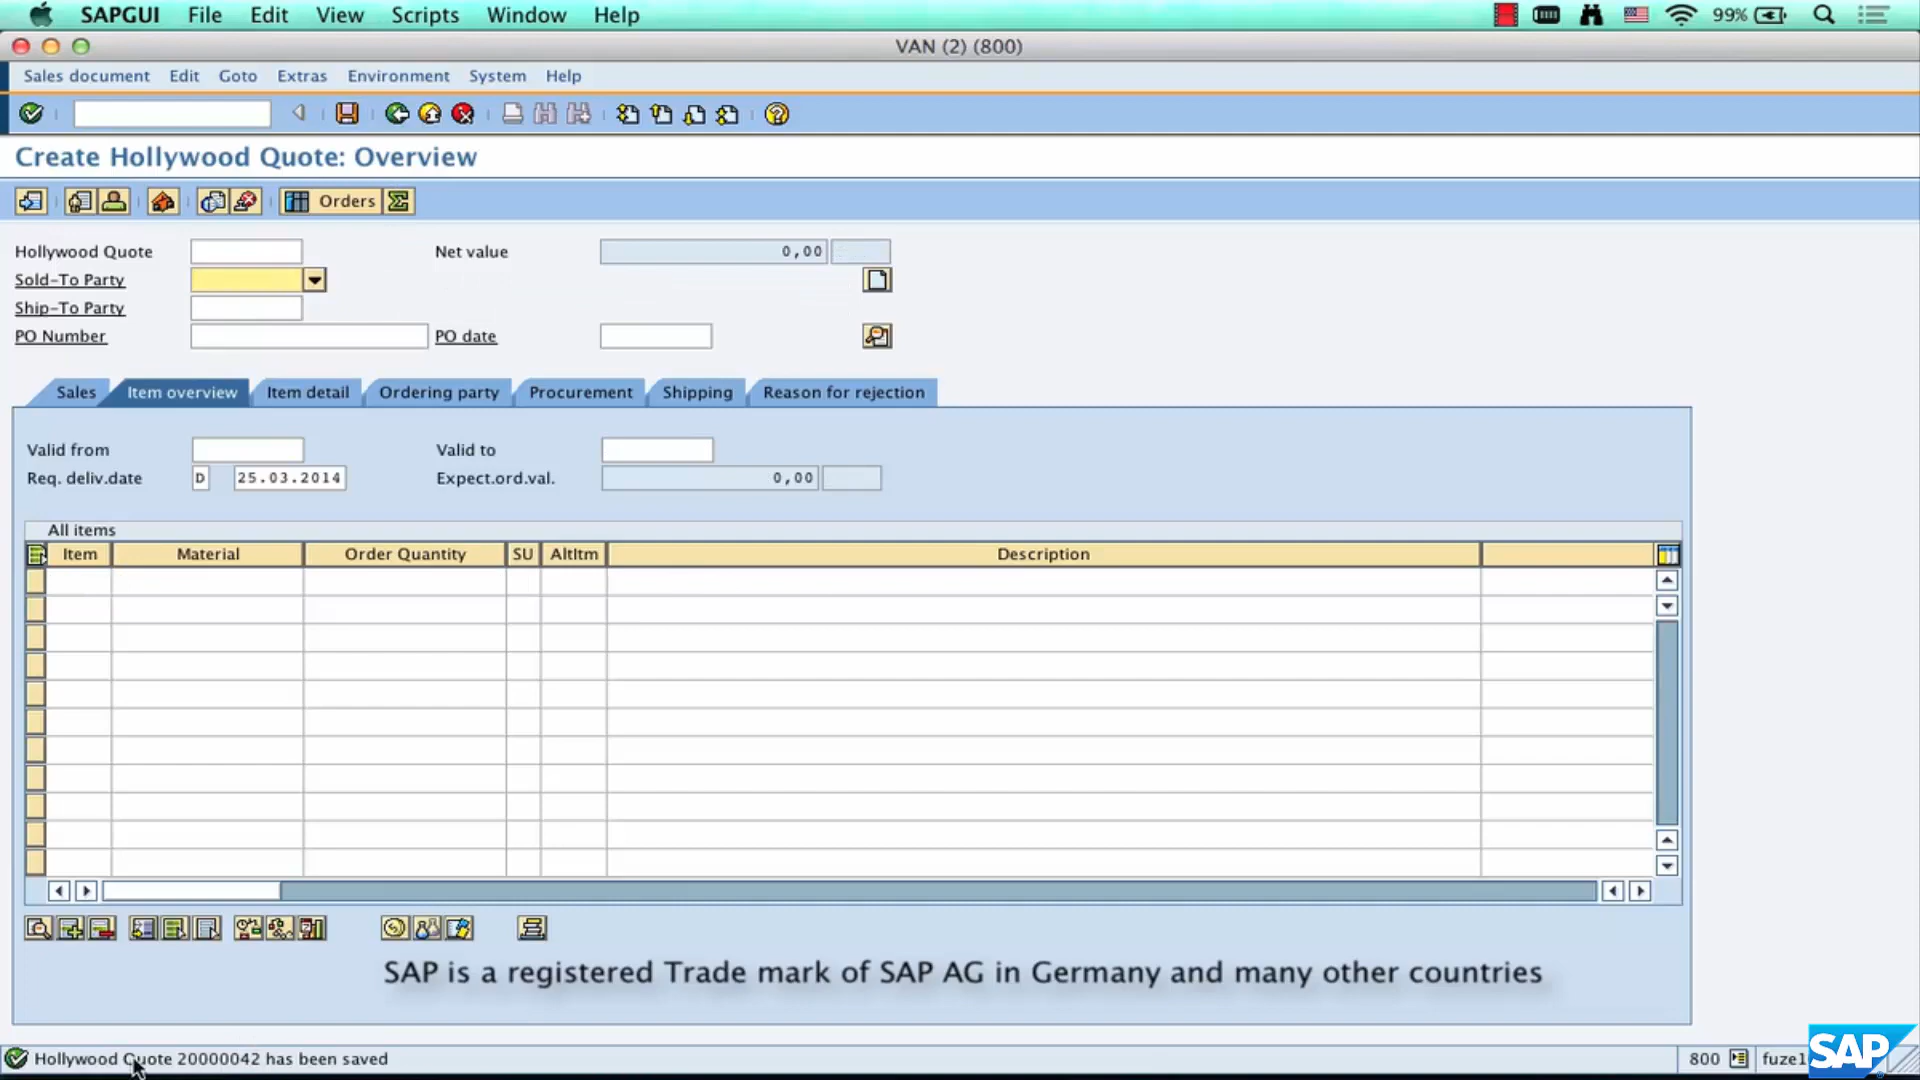 SAPGUI File Edit View Scripts Window Help 99%
VAN (2) (800)
Sales document Edit Goto Extras Environment System Help
Create Hollywood Quote: Overview
Orders
Hollywood Quote Net value 0,00
Sold-To Party
Ship-To Party
PO Number PO date
Sales Item overview Item detail Ordering party Procurement Shipping Reason for rejection
Valid from Valid to
Req. deliv.date D 25.03.2014 Expect.ord.val. 0,00
All items
Item Material Order Quantity SU AltItm Description
SAP is a registered Trade mark of SAP AG in Germany and many other countries
Hollywood Quote 20000042 has been saved 800 fuze1
SAP